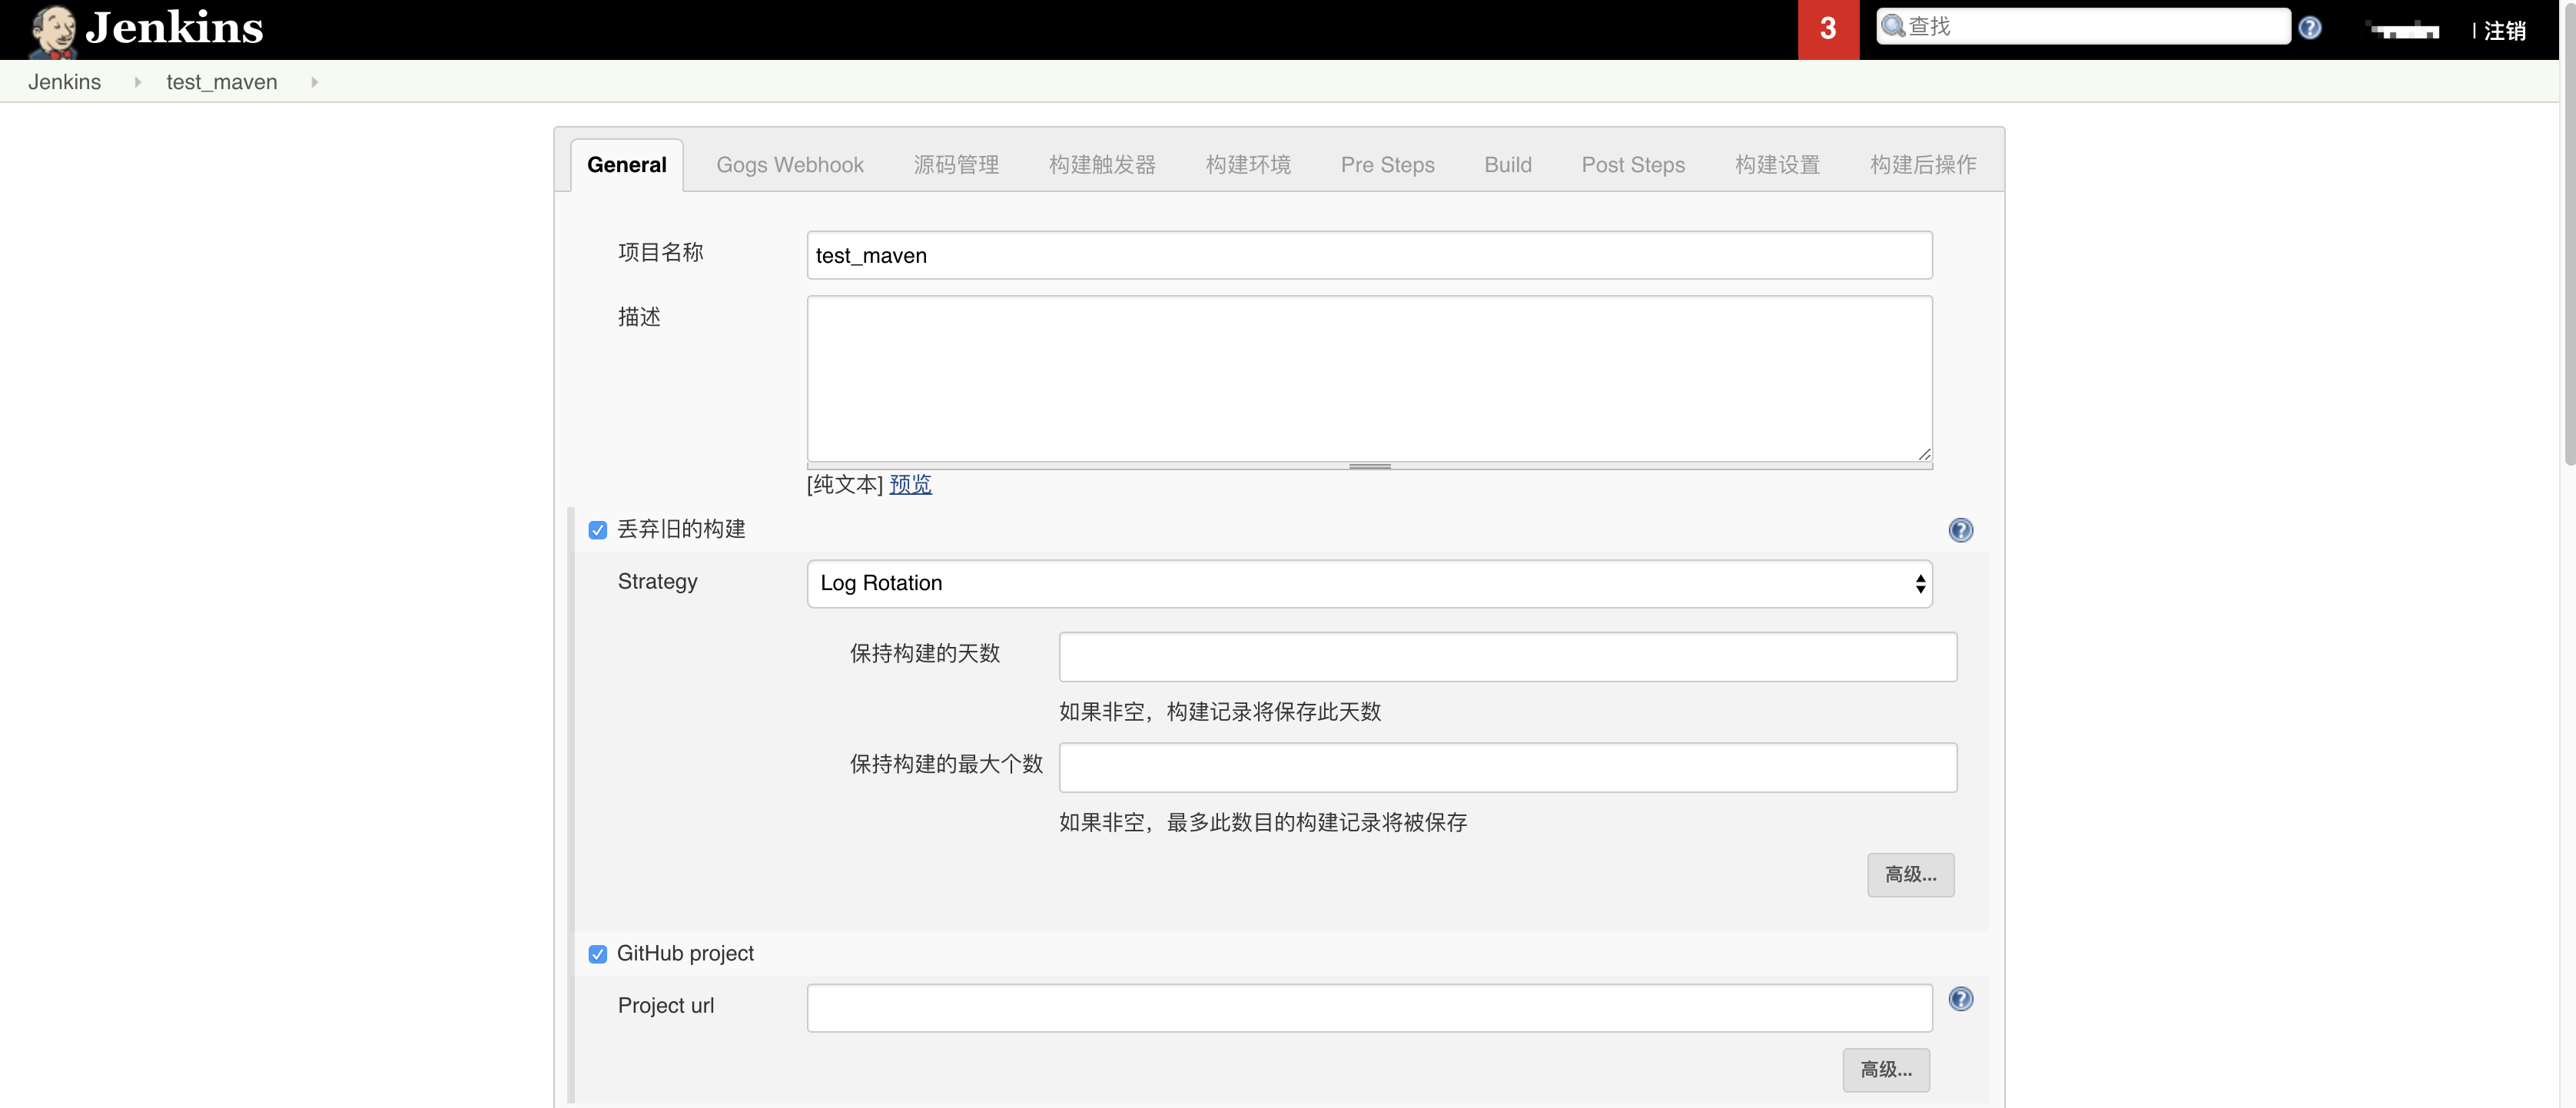 Jenkins
3
查找
注销
Jenkins
test_maven
General
Gogs Webhook
源码管理
构建触发器
构建环境
Pre Steps
Build
Post Steps
构建设置
构建后操作
项目名称
test_maven
描述
[纯文本] 预览
丢弃旧的构建
Strategy
Log Rotation
保持构建的天数
如果非空，构建记录将保存此天数
保持构建的最大个数
如果非空，最多此数目的构建记录将被保存
高级...
GitHub project
Project url
高级...